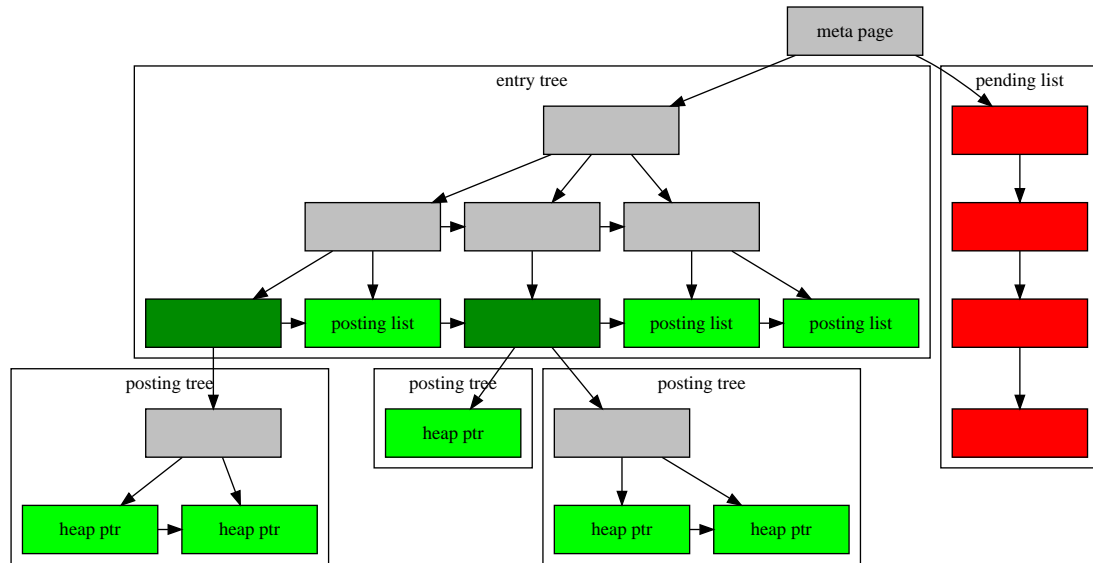 meta page
entry tree
pending list
posting list
posting list
posting list
posting tree
posting tree
posting tree
heap ptr
heap ptr
heap ptr
heap ptr
heap ptr